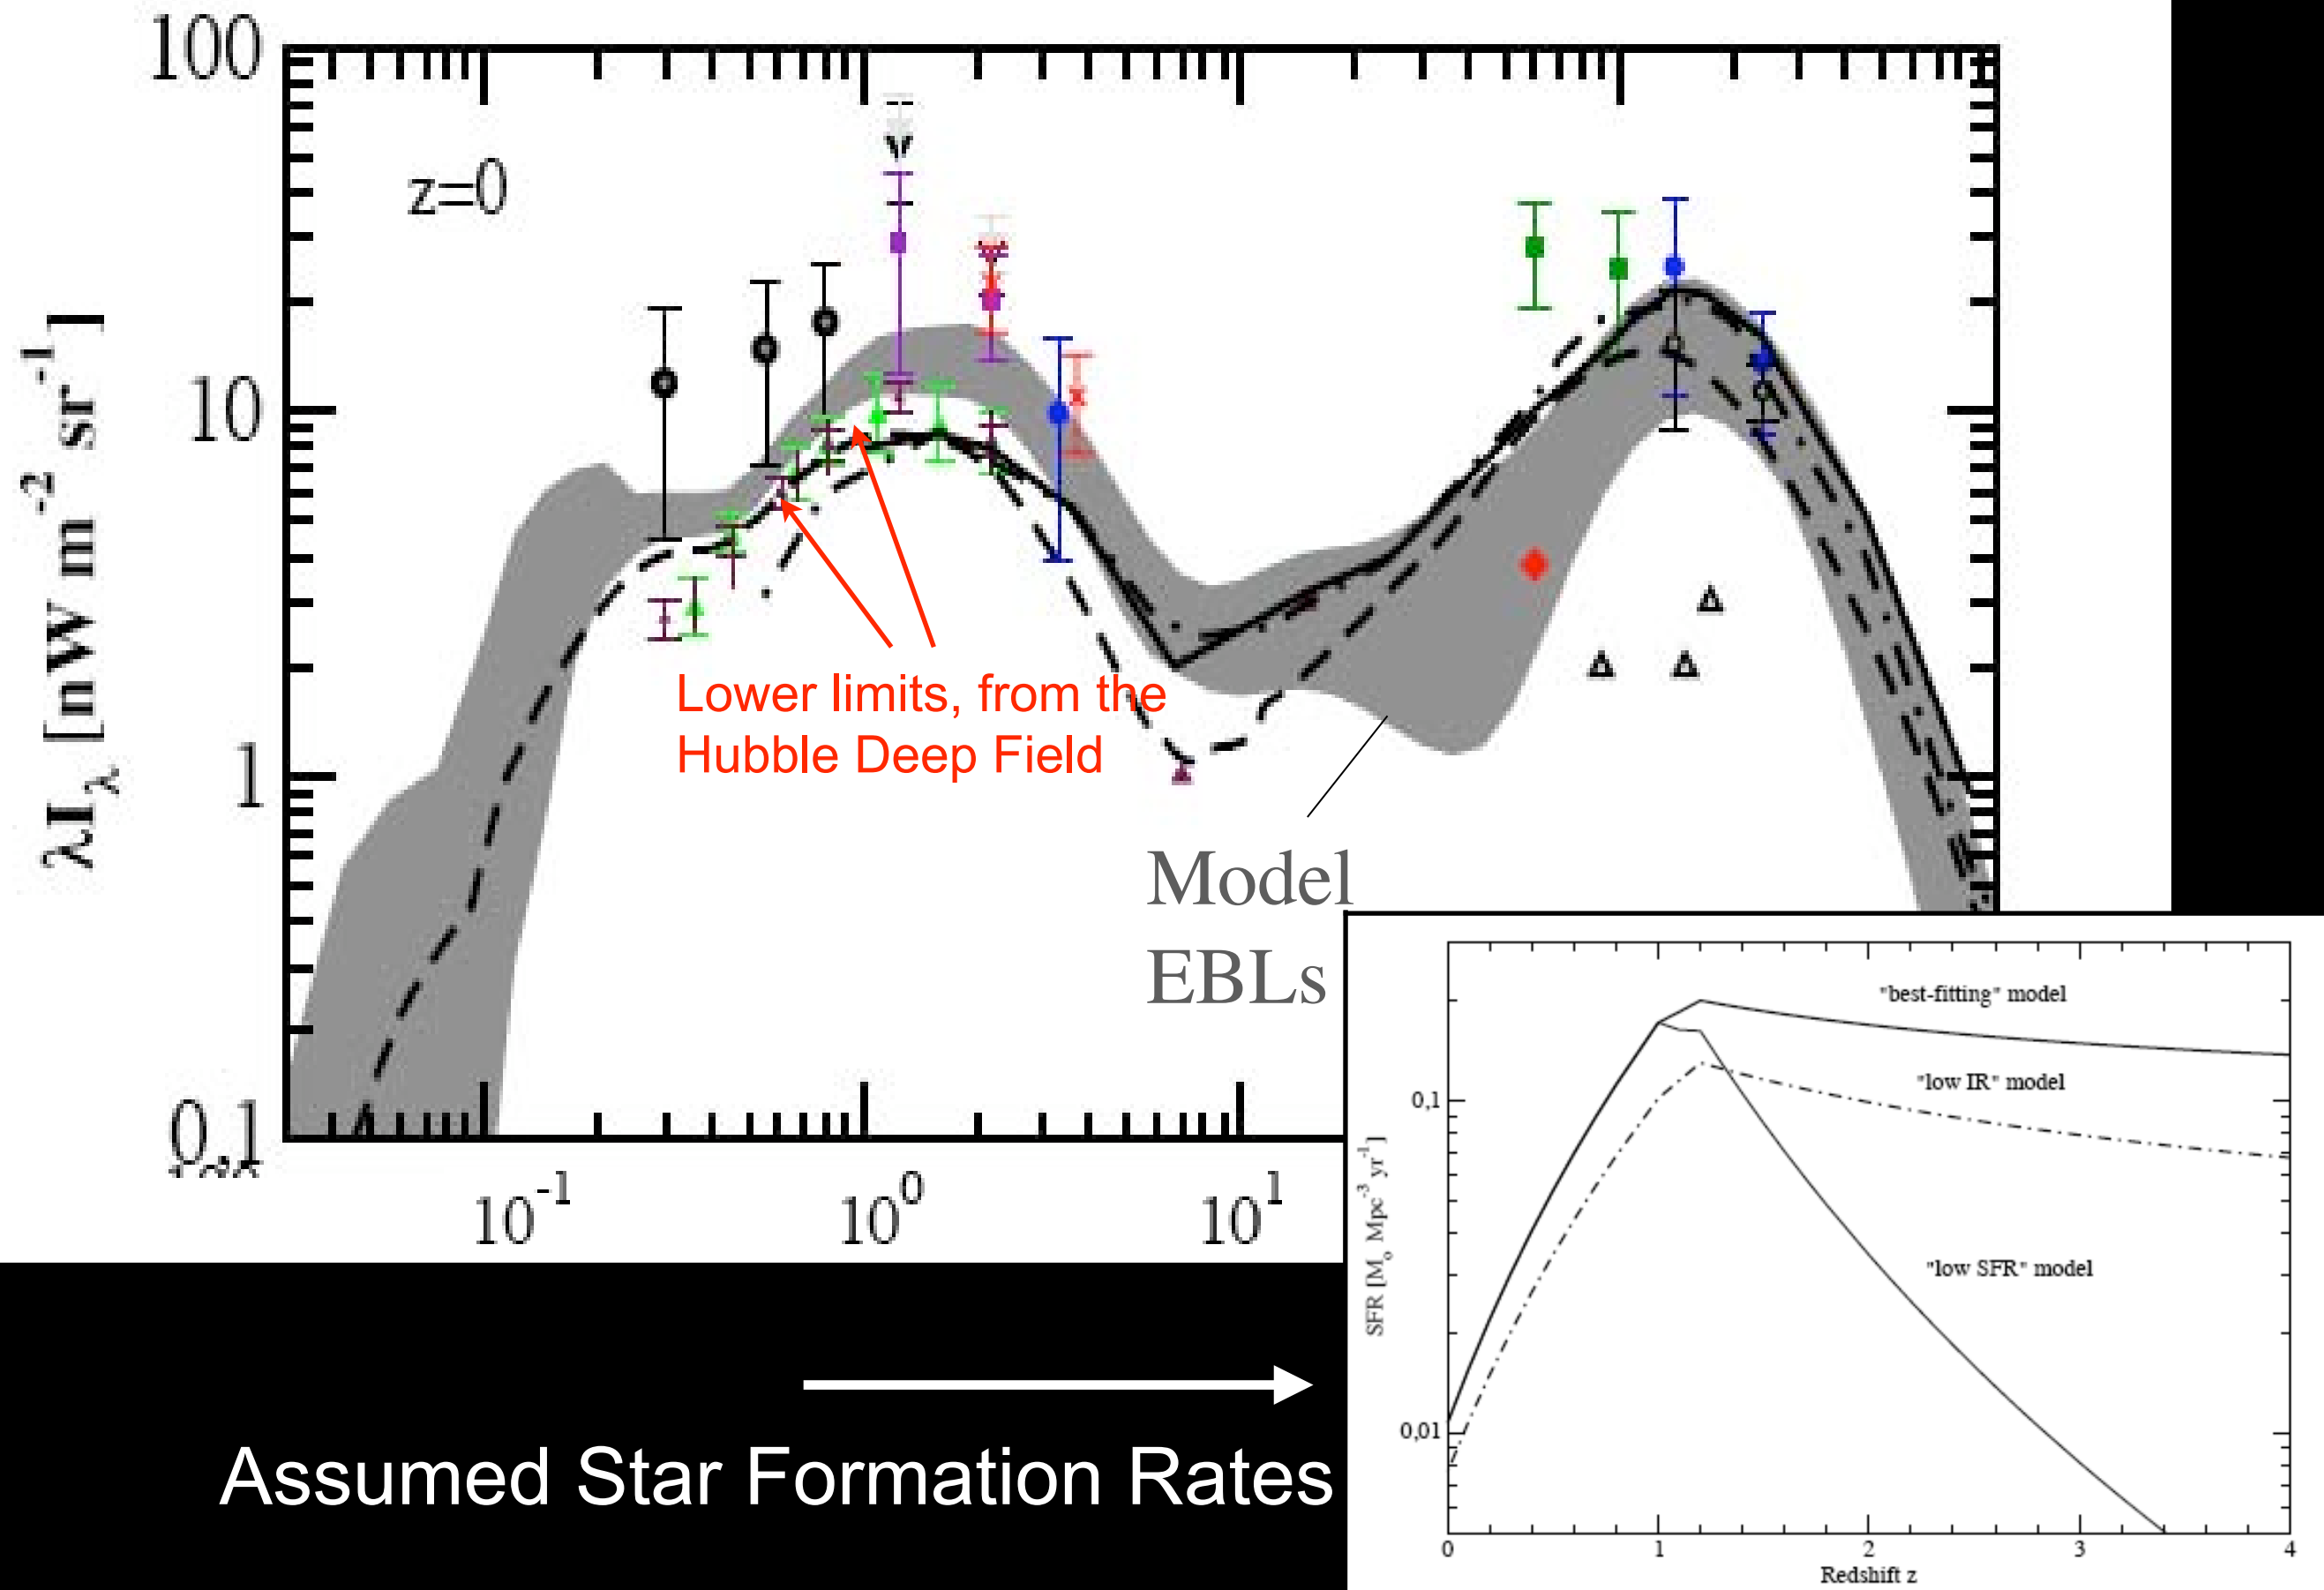 100
z=0
10
1
0,1
λI_λ [nW m^-2 sr^-1]
10^-1
10^0
10^1
Lower limits, from the
Hubble Deep Field
Model
EBLs
Assumed Star Formation Rates
"best-fitting" model
"low IR" model
"low SFR" model
0,1
0,01
SFR [M_o Mpc^-3 yr^-1]
0 1 2 3 4
Redshift z